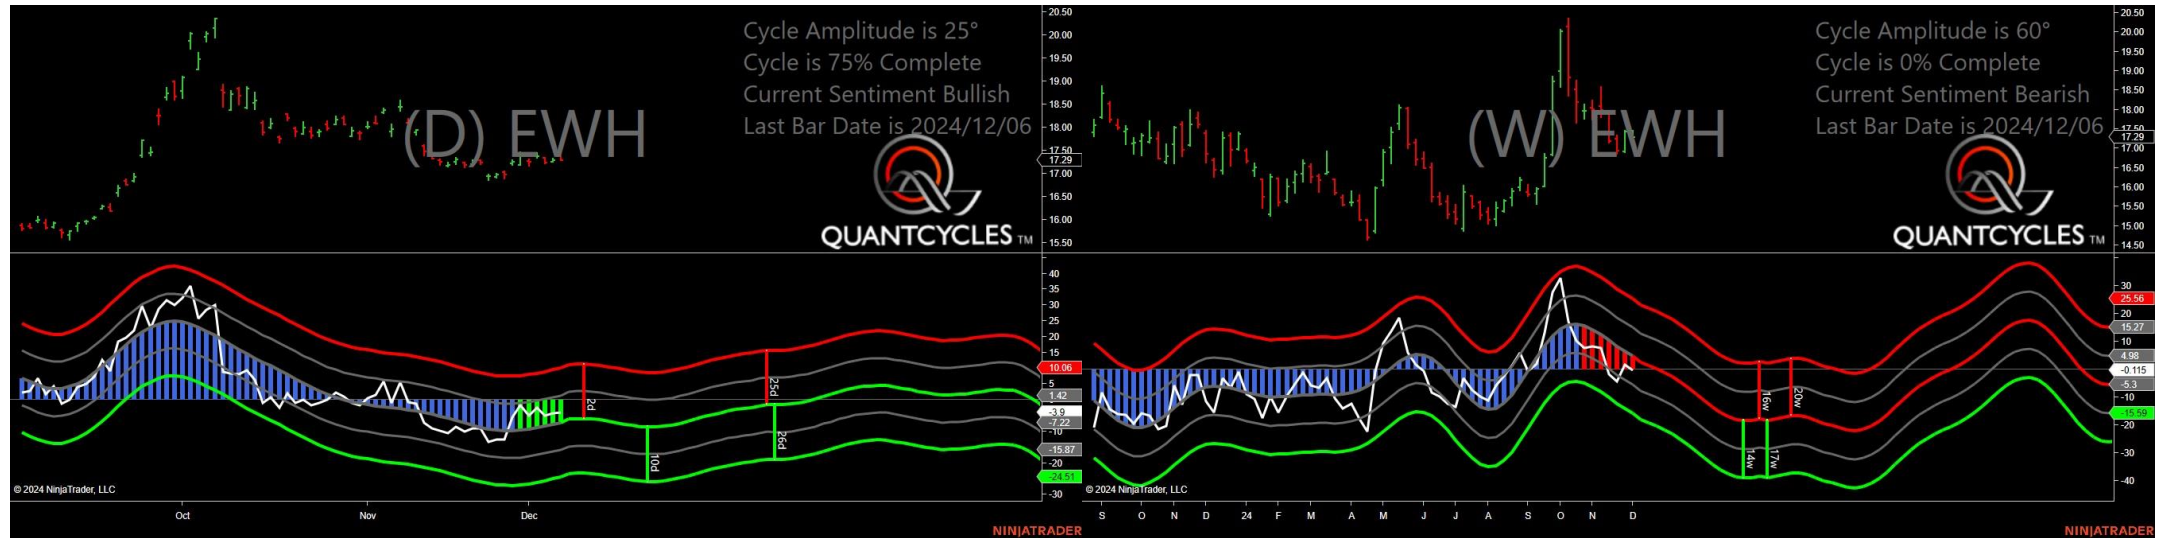 Cycle Amplitude is 25°
Cycle is 75% Complete
Current Sentiment Bullish
Last Bar Date is 2024/12/06
(D) EWH
QUANTCYCLES TM
20.50
20.00
19.50
19.00
18.50
18.00
17.50
17.29
17.00
16.50
16.00
15.50
40
35
30
25
20
15
10.06
5
1.42
-3.9
-7.22
-10
-15.87
-20
-24.51
-30
2d
10d
25d
26d
© 2024 NinjaTrader, LLC
Oct Nov Dec
NINJATRADER
Cycle Amplitude is 60°
Cycle is 0% Complete
Current Sentiment Bearish
Last Bar Date is 2024/12/06
(W) EWH
QUANTCYCLES TM
20.50
20.00
19.50
19.00
18.50
18.00
17.50
17.29
17.00
16.50
16.00
15.50
15.00
14.50
30
25.56
20
15.27
10
4.98
-0.115
-5.3
-10
-15.59
-20
-30
-40
14w
16w
17w
20w
© 2024 NinjaTrader, LLC
S O N D 24 F M A M J J A S O N D
NINJATRADER